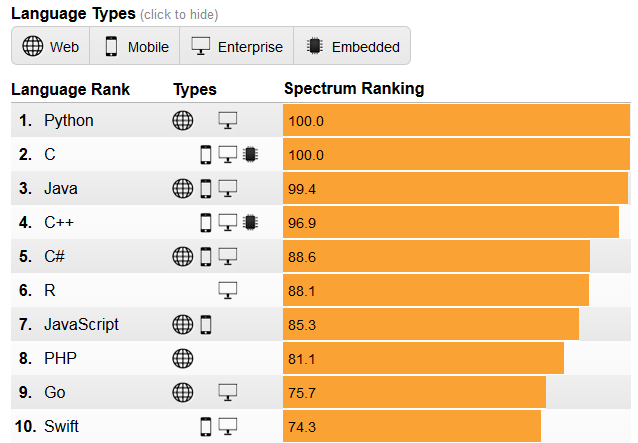 Language Types (click to hide)
Web Mobile Enterprise Embedded
Language Rank Types Spectrum Ranking
1. Python 100.0
2. C 100.0
3. Java 99.4
4. C++ 96.9
5. C# 88.6
6. R 88.1
7. JavaScript 85.3
8. PHP 81.1
9. Go 75.7
10. Swift 74.3